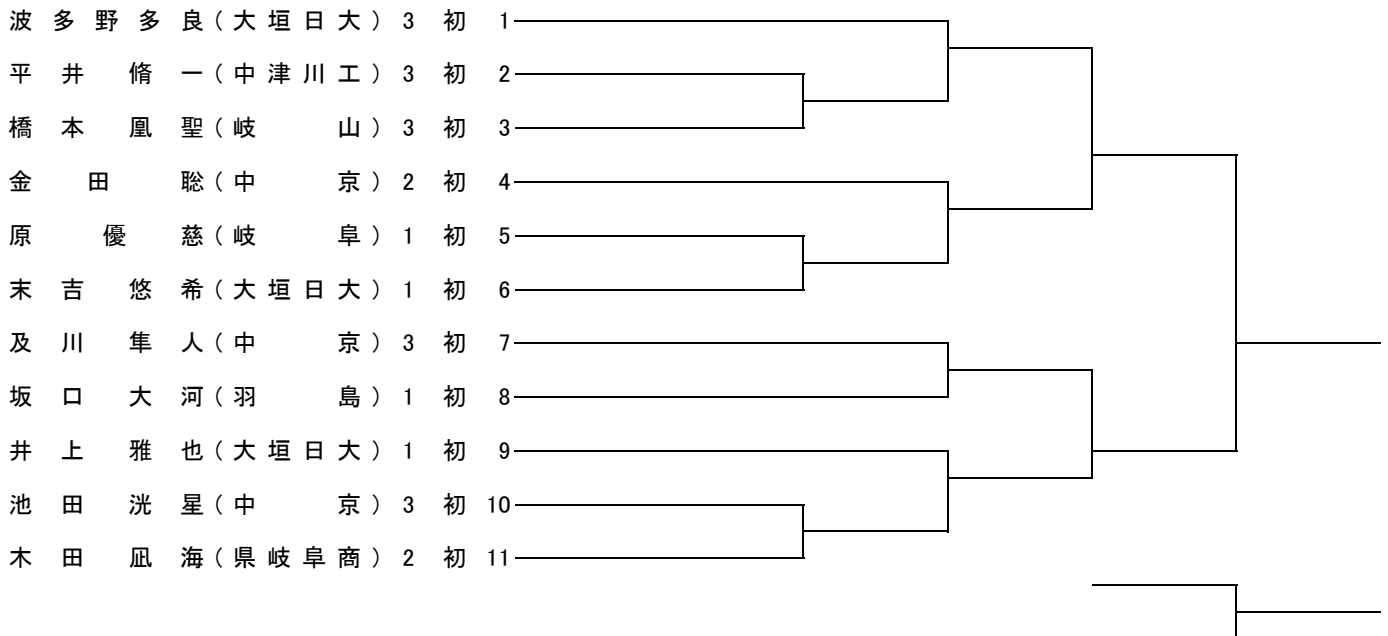 波多野多良(大垣日大) 3 初 1
平井脩一(中津川工) 3 初 2
橋本凰聖(岐山) 3 初 3
金田聡(中京) 2 初 4
原優慈(岐阜) 1 初 5
末吉悠希(大垣日大) 1 初 6
及川隼人(中京) 3 初 7
坂口大河(羽島) 1 初 8
井上雅也(大垣日大) 1 初 9
池田洸星(中京) 3 初 10
木田凪海(県岐阜商) 2 初 11